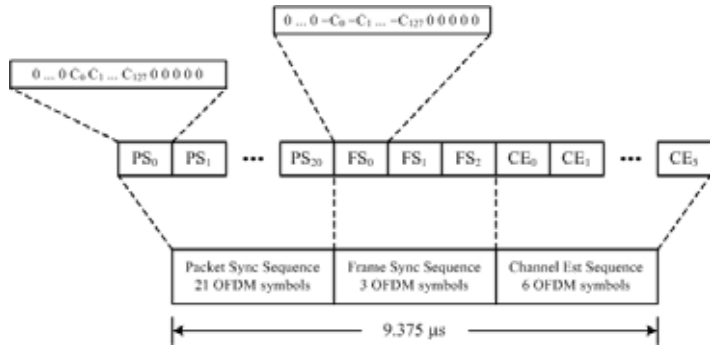 0 ... 0 −C₀ −C₁ ... −C₁₂₇ 0 0 0 0 0
0 ... 0 C₀ C₁ ... C₁₂₇ 0 0 0 0 0
PS₀ PS₁ ••• PS₂₀ FS₀ FS₁ FS₂ CE₀ CE₁ ••• CE₅
Packet Sync Sequence
21 OFDM symbols
Frame Sync Sequence
3 OFDM symbols
Channel Est Sequence
6 OFDM symbols
9.375 μs